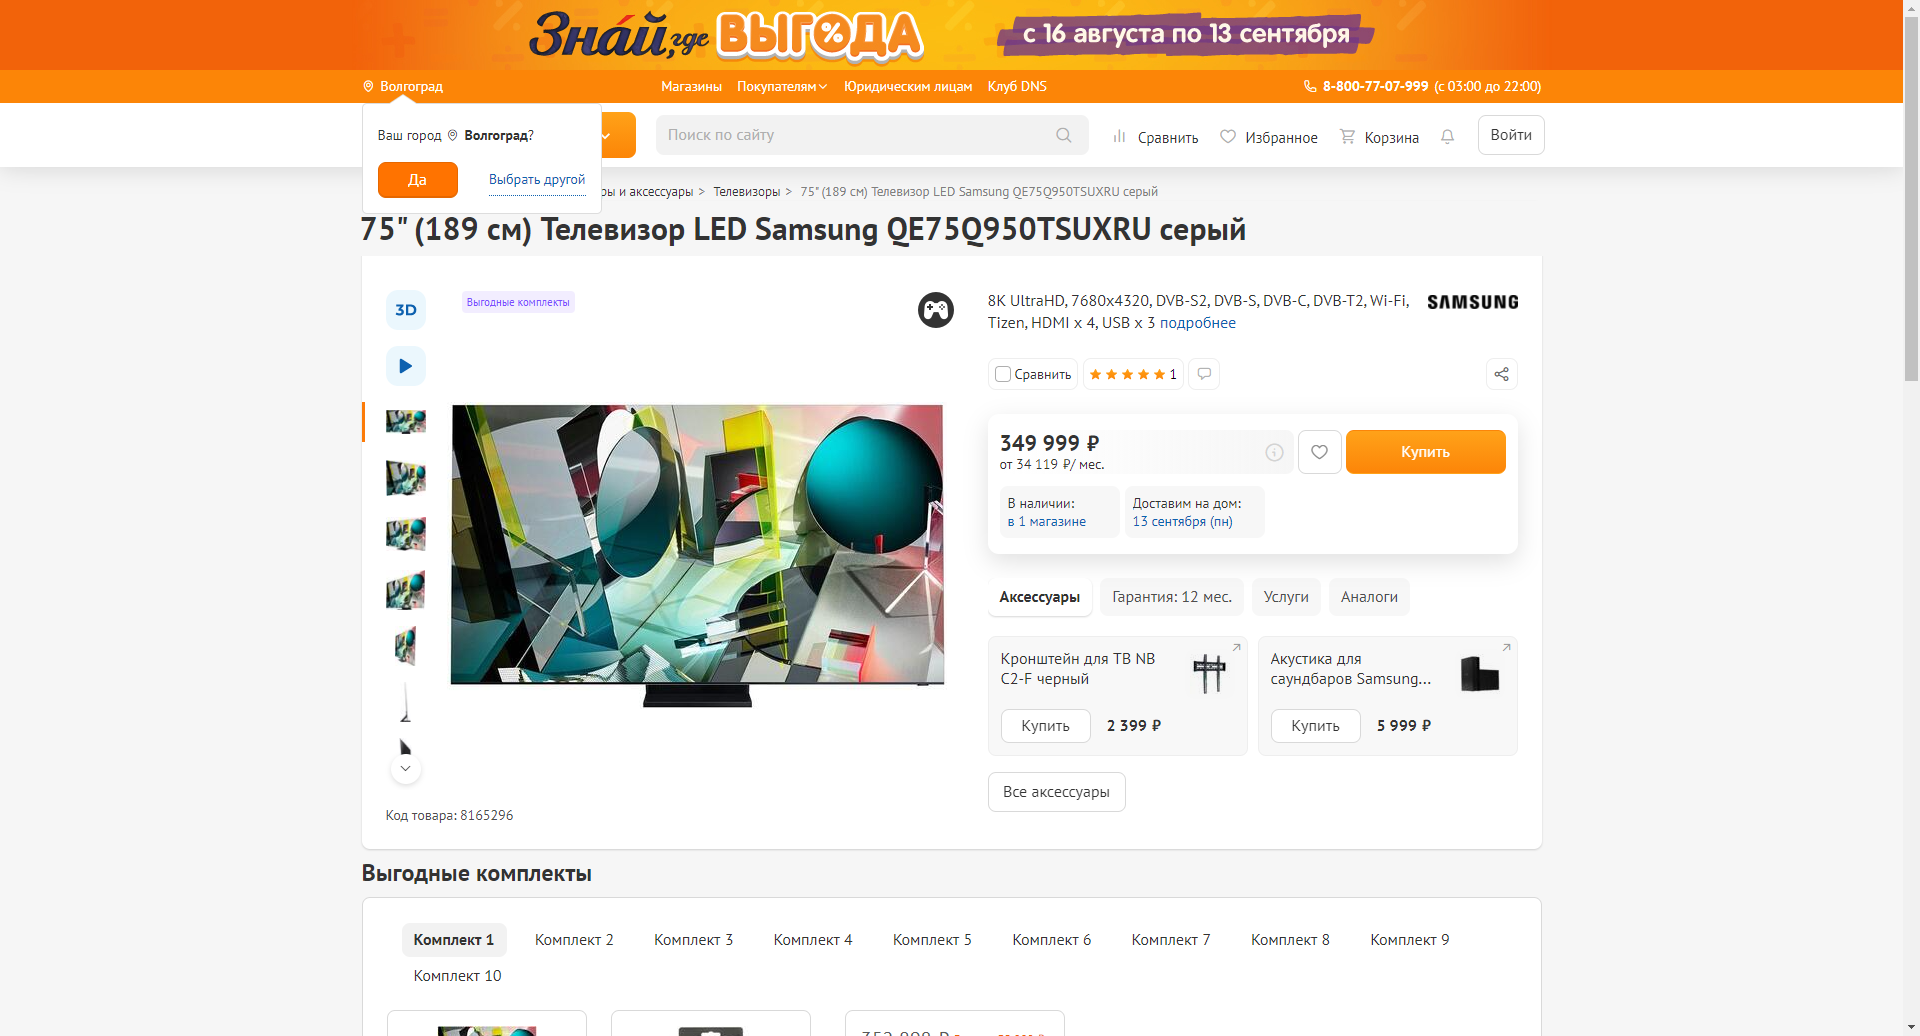 Знай, где ВЫГОДА
с 16 августа по 13 сентября
Волгоград
Магазины
Покупателям
Юридическим лицам
Клуб DNS
8-800-77-07-999 (с 03:00 до 22:00)
Ваш город Волгоград?
Да
Выбрать другой
Поиск по сайту
Сравнить
Избранное
Корзина
Войти
ры и аксессуары > Телевизоры > 75" (189 см) Телевизор LED Samsung QE75Q950TSUXRU серый
75" (189 см) Телевизор LED Samsung QE75Q950TSUXRU серый
3D
Выгодные комплекты
8K UltraHD, 7680x4320, DVB-S2, DVB-S, DVB-C, DVB-T2, Wi-Fi,
Tizen, HDMI x 4, USB x 3 подробнее
SAMSUNG
Сравнить
1
349 999 ₽
от 34 119 ₽/ мес.
Купить
В наличии:
в 1 магазине
Доставим на дом:
13 сентября (пн)
Аксессуары
Гарантия: 12 мес.
Услуги
Аналоги
Кронштейн для ТВ NB
C2-F черный
Купить
2 399 ₽
Акустика для
саундбаров Samsung...
Купить
5 999 ₽
Все аксессуары
Код товара: 8165296
Выгодные комплекты
Комплект 1
Комплект 2
Комплект 3
Комплект 4
Комплект 5
Комплект 6
Комплект 7
Комплект 8
Комплект 9
Комплект 10